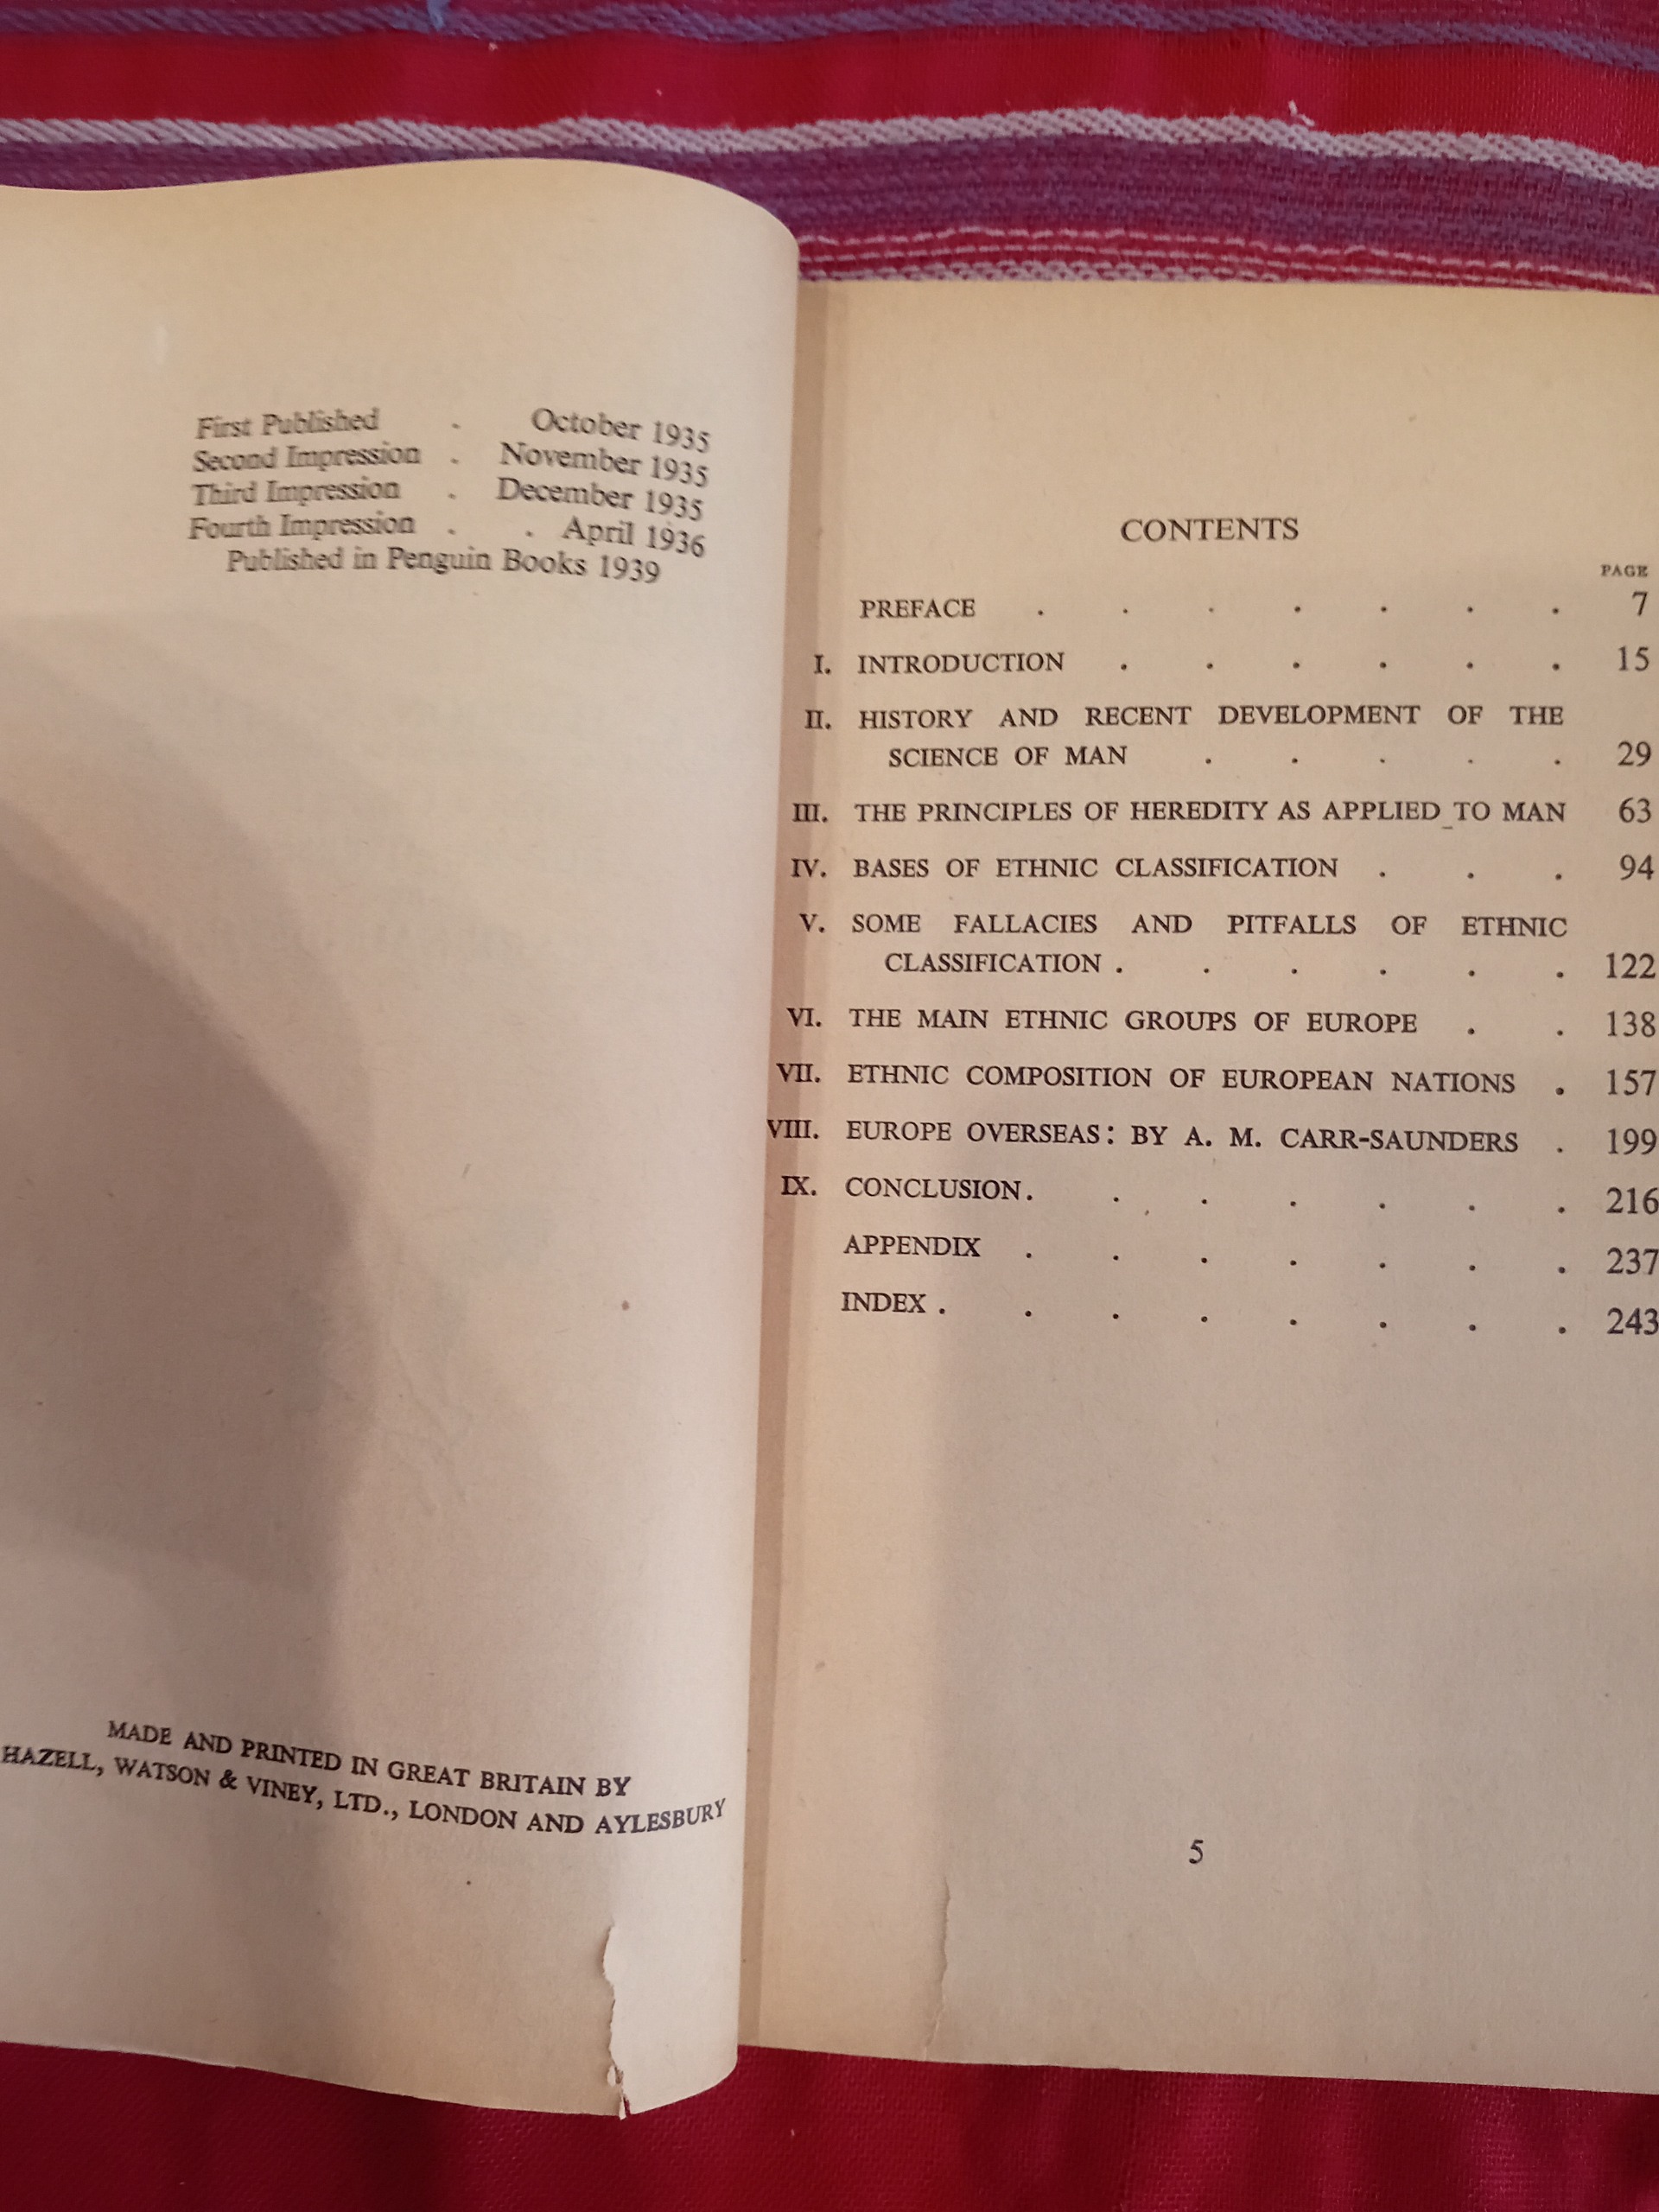 First Published . October 1935
Second Impression . November 1935
Third Impression . December 1935
Fourth Impression . . April 1936
Published in Penguin Books 1939
MADE AND PRINTED IN GREAT BRITAIN BY
HAZELL, WATSON & VINEY, LTD., LONDON AND AYLESBURY
CONTENTS
PAGE
PREFACE . . . . . . . 7
I. INTRODUCTION . . . . . . 15
II. HISTORY AND RECENT DEVELOPMENT OF THE
SCIENCE OF MAN . . . . . 29
III. THE PRINCIPLES OF HEREDITY AS APPLIED TO MAN 63
IV. BASES OF ETHNIC CLASSIFICATION . . . 94
V. SOME FALLACIES AND PITFALLS OF ETHNIC
CLASSIFICATION . . . . . . 122
VI. THE MAIN ETHNIC GROUPS OF EUROPE . . 138
VII. ETHNIC COMPOSITION OF EUROPEAN NATIONS . 157
VIII. EUROPE OVERSEAS: BY A. M. CARR-SAUNDERS . 199
IX. CONCLUSION . . . . . . . 216
APPENDIX . . . . . . . 237
INDEX . . . . . . . . 243
5